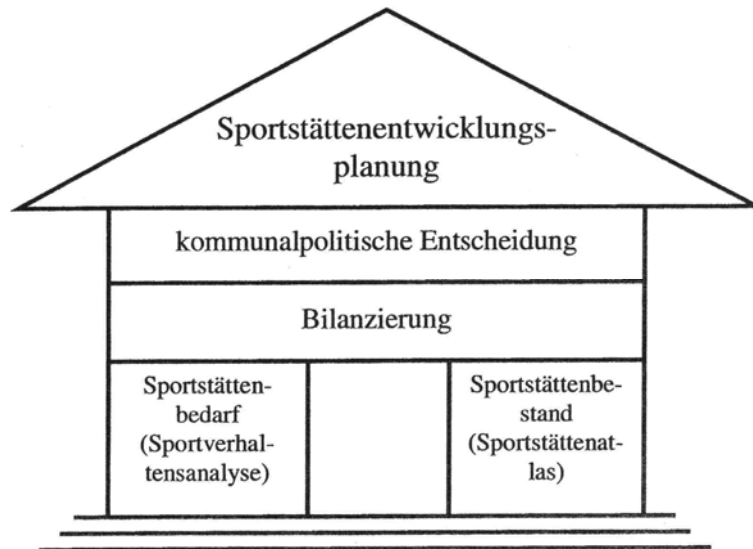 Sportstättenentwicklungs-
planung
kommunalpolitische Entscheidung
Bilanzierung
Sportstätten-
bedarf
(Sportverhal-
tensanalyse)
Sportstättenbe-
stand
(Sportstättenat-
las)